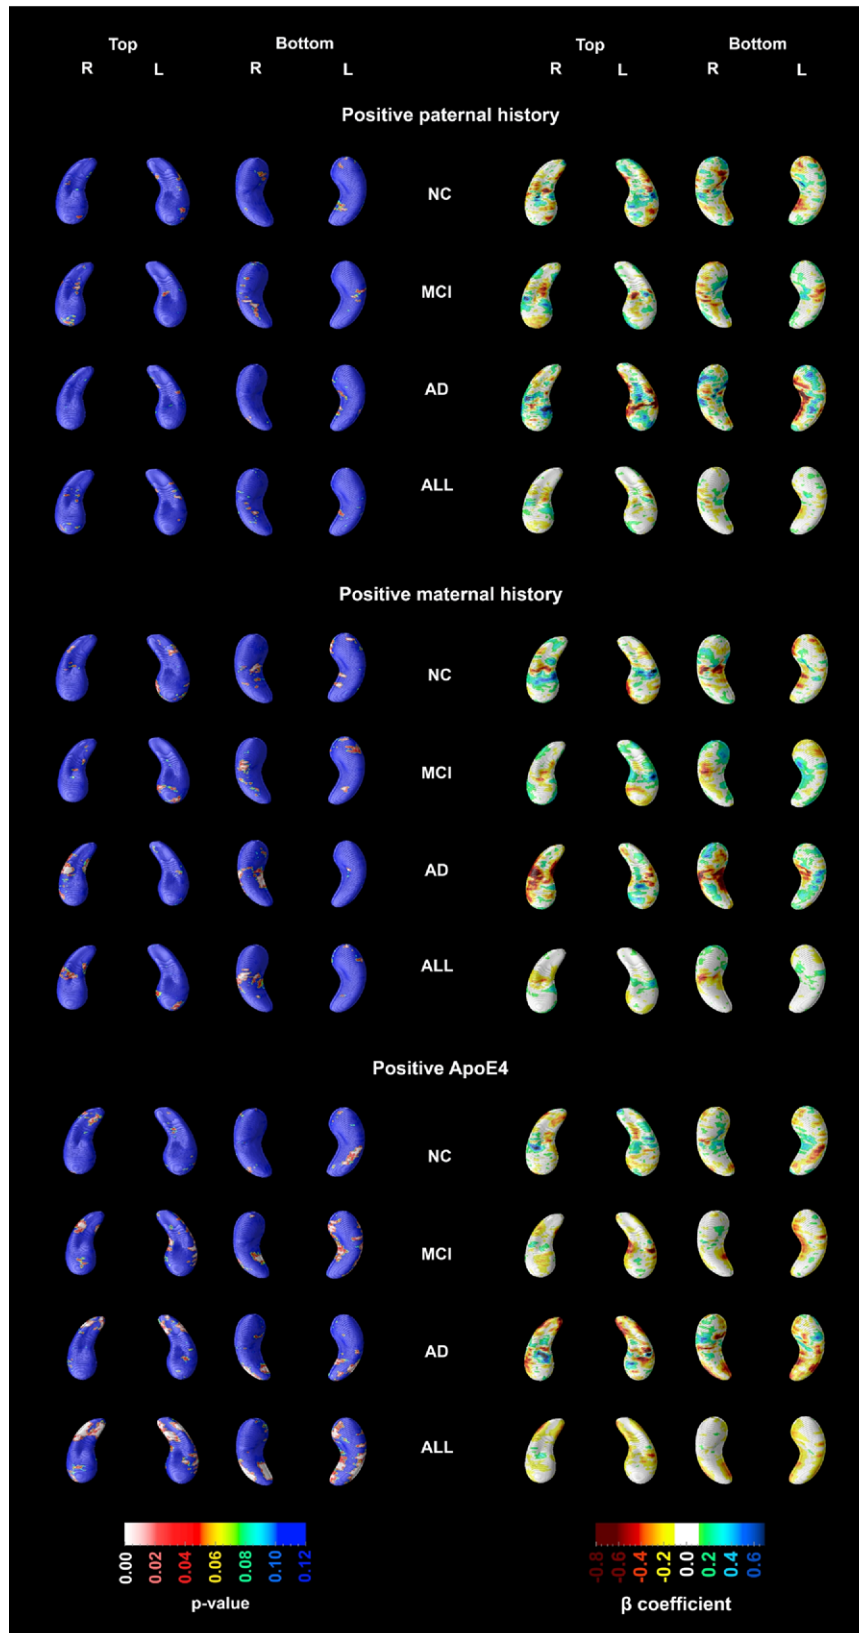 Top Bottom Top Bottom
R L R L R L R L
Positive paternal history
NC
MCI
AD
ALL
Positive maternal history
NC
MCI
AD
ALL
Positive ApoE4
NC
MCI
AD
ALL
0.00 0.02 0.04 0.06 0.08 0.10 0.12 -0.8 -0.6 -0.4 -0.2 0.0 0.2 0.4 0.6
p-value β coefficient